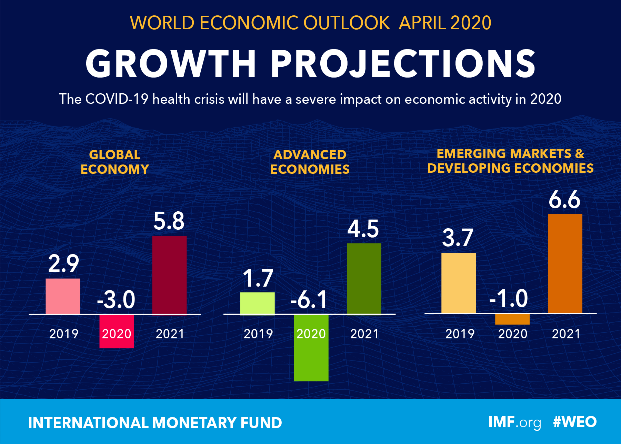 WORLD ECONOMIC OUTLOOK APRIL 2020
GROWTH PROJECTIONS
The COVID-19 health crisis will have a severe impact on economic activity in 2020
GLOBAL
ECONOMY
2.9
-3.0
5.8
2019
2020
2021
ADVANCED
ECONOMIES
1.7
-6.1
4.5
2019
2020
2021
EMERGING MARKETS &
DEVELOPING ECONOMIES
3.7
-1.0
6.6
2019
2020
2021
INTERNATIONAL MONETARY FUND
IMF.org #WEO